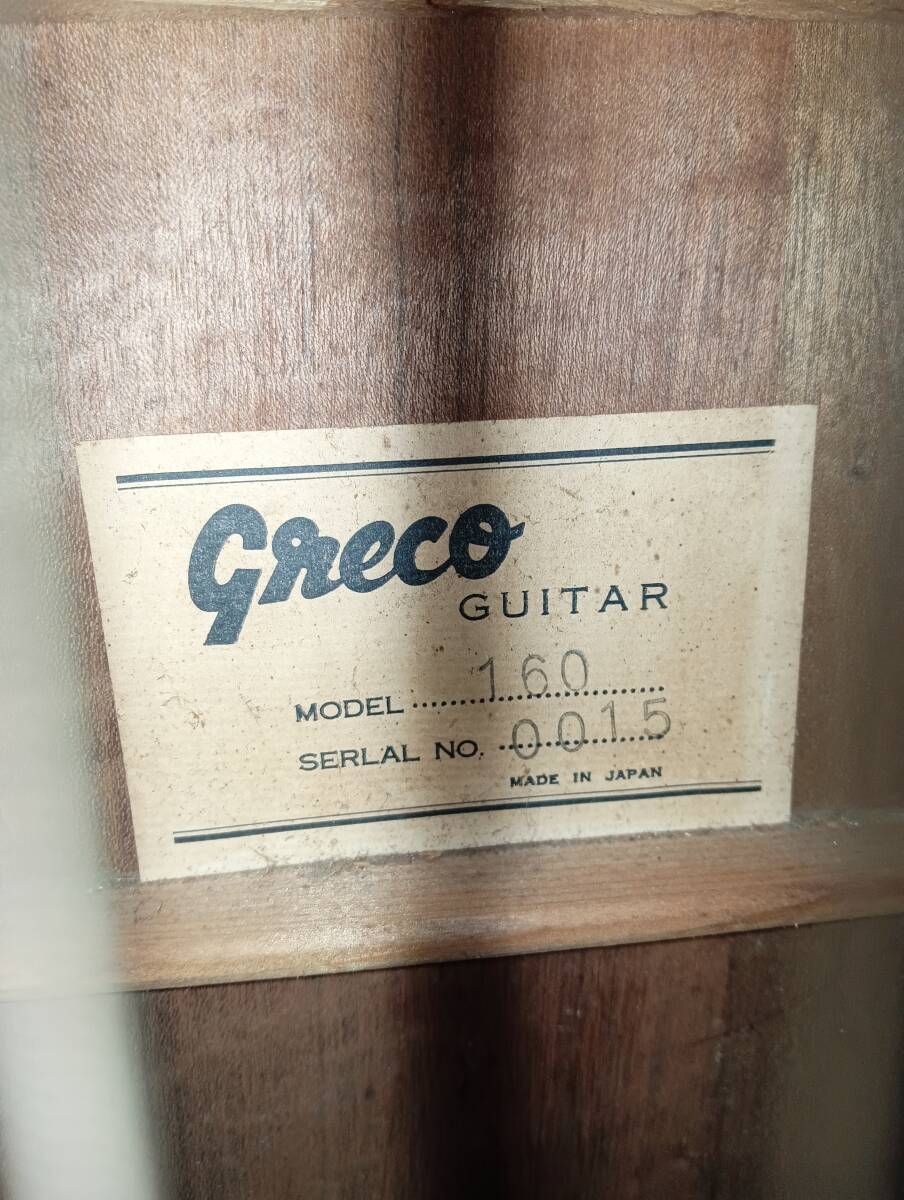 Greco
GUITAR
MODEL ........................ 160
SERLAL NO. ................ 0015
MADE IN JAPAN